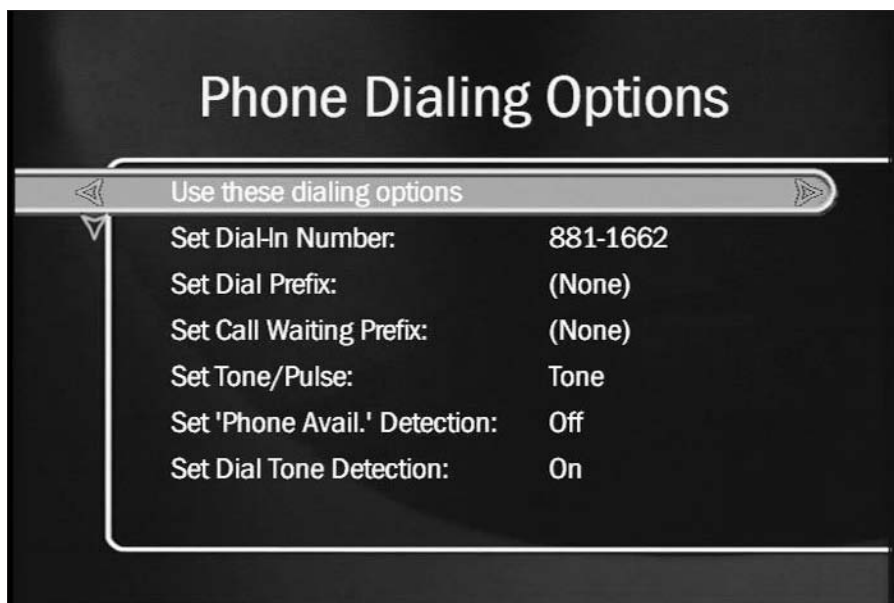 Phone Dialing Options
Use these dialing options
Set Dial-In Number: 881-1662
Set Dial Prefix: (None)
Set Call Waiting Prefix: (None)
Set Tone/Pulse: Tone
Set 'Phone Avail.' Detection: Off
Set Dial Tone Detection: On